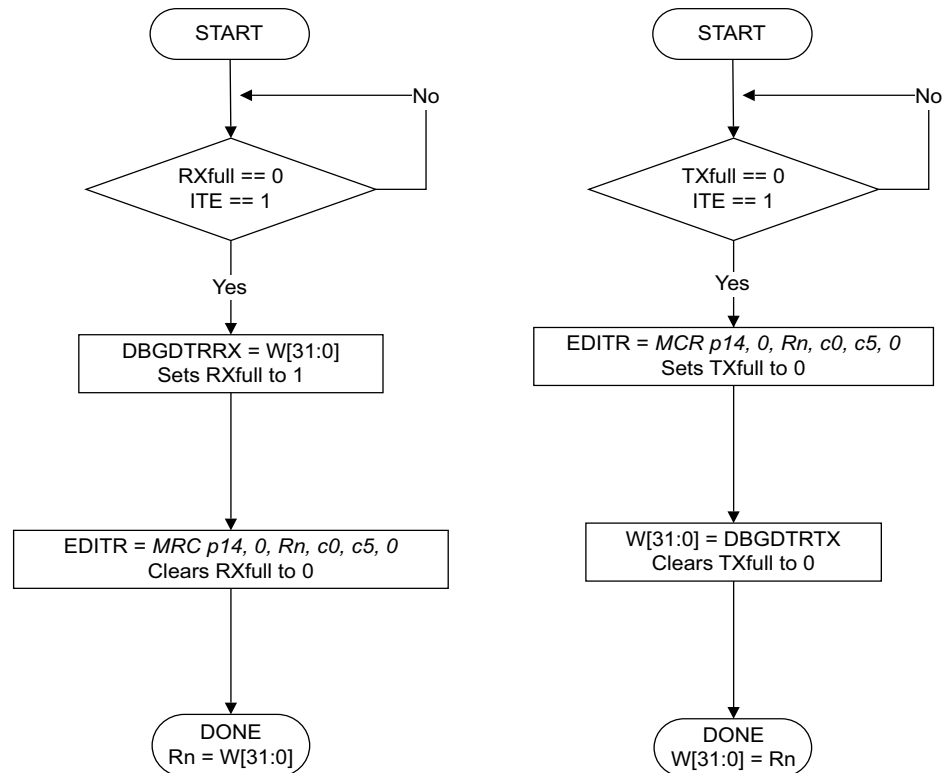 START
No
RXfull == 0
ITE == 1
Yes
DBGDTRRX = W[31:0]
Sets RXfull to 1
EDITR = MRC p14, 0, Rn, c0, c5, 0
Clears RXfull to 0
DONE
Rn = W[31:0]
START
No
TXfull == 0
ITE == 1
Yes
EDITR = MCR p14, 0, Rn, c0, c5, 0
Sets TXfull to 0
W[31:0] = DBGDTRTX
Clears TXfull to 0
DONE
W[31:0] = Rn